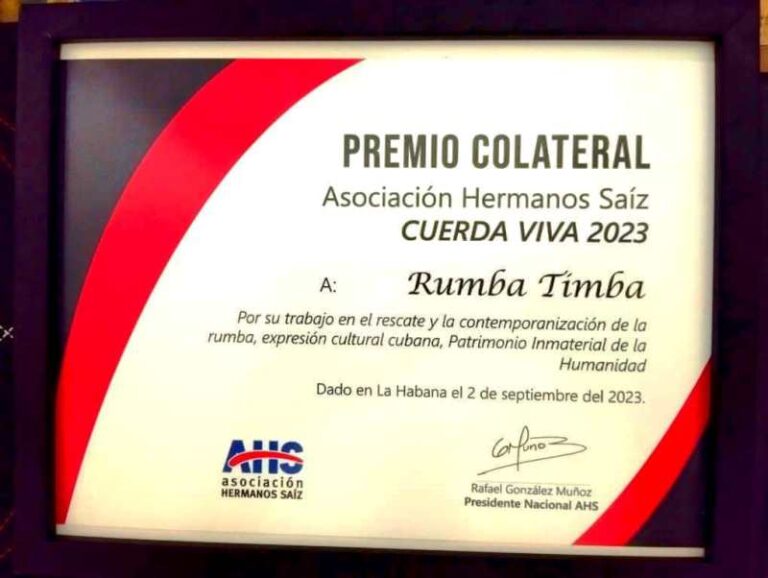 PREMIO COLATERAL
Asociación Hermanos Saíz
CUERDA VIVA 2023
A: Rumba Timba
Por su trabajo en el rescate y la contemporanización de la
rumba, expresión cultural cubana, Patrimonio Inmaterial de la
Humanidad
Dado en La Habana el 2 de septiembre del 2023.
AHS
asociación
HERMANOS SAÍZ
Rafael González Muñoz
Presidente Nacional AHS